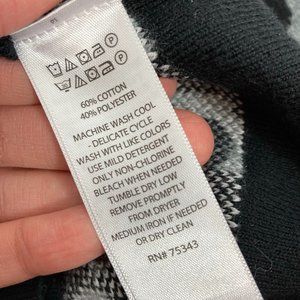 60% COTTON
40% POLYESTER
MACHINE WASH COOL
- DELICATE CYCLE
WASH WITH LIKE COLORS
USE MILD DETERGENT
ONLY NON-CHLORINE
BLEACH WHEN NEEDED
TUMBLE DRY LOW
REMOVE PROMPTLY
FROM DRYER
MEDIUM IRON IF NEEDED
OR DRY CLEAN
RN# 75343